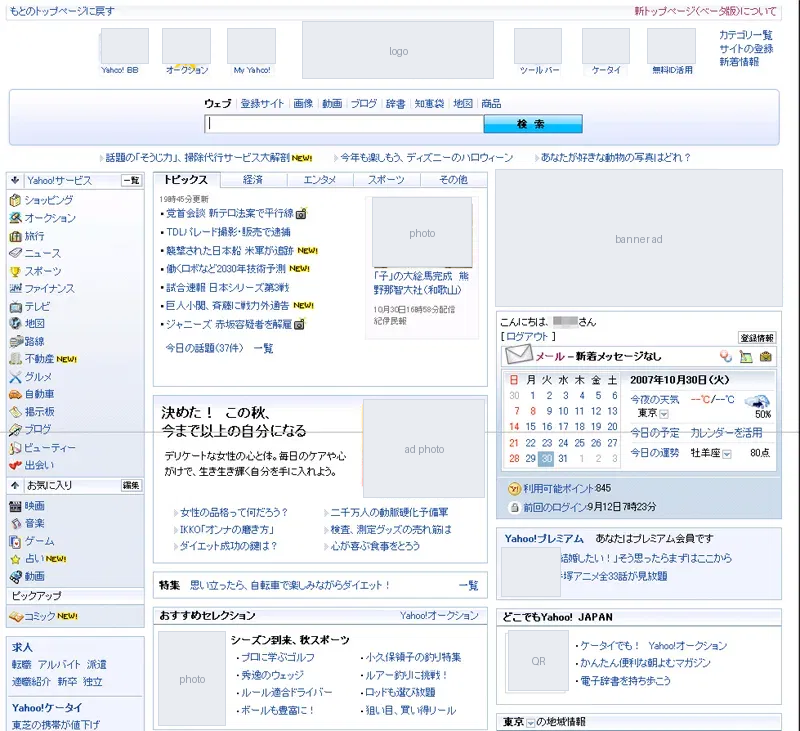 もとのトップページに戻す
新トップページ(ベータ版)について
logo
Yahoo! BB
オークション
My Yahoo!
ツールバー
ケータイ
無料ID活用
カテゴリ一覧
サイトの登録
新着情報
ウェブ | 登録サイト | 画像 | 動画 | ブログ | 辞書 | 知恵袋 | 地図 | 商品
検 索
話題の「そうじ力」、掃除代行サービス大解剖 NEW!
今年も楽しもう、ディズニーのハロウィーン
あなたが好きな動物の写真はどれ?
Yahoo!サービス 一覧
ショッピング
オークション
旅行
ニュース
スポーツ
ファイナンス
テレビ
地図
路線
不動産 NEW!
グルメ
自動車
掲示板
ブログ
ビューティー
出会い
お気に入り 編集
映画
音楽
ゲーム
占い NEW!
動画
ピックアップ
コミック NEW!
求人
転職 アルバイト 派遣
適職紹介 新卒 独立
Yahoo!ケータイ
東芝の携帯が値下げ
トピックス 経済 エンタメ スポーツ その他
19時45分更新
・党首会談 新テロ法案で平行線
・TDLパレード撮影・販売で逮捕
・襲撃された日本船 米軍が追跡 NEW!
・働くロボなど2030年技術予測 NEW!
・試合速報 日本シリーズ第3戦
・巨人小関、斉藤に戦力外通告 NEW!
・ジャニーズ 赤坂容疑者を解雇
今日の話題(37件) 一覧
photo
「子」の大絵馬完成 熊野那智大社(和歌山)
10月30日16時58分配信
紀伊民報
決めた! この秋、
今まで以上の自分になる
デリケートな女性の心と体。毎日のケアや心
がけで、生き生き輝く自分を手に入れよう。
ad photo
女性の品格って何だろう?
IKKO「オンナの磨き方」
ダイエット成功の鍵は?
二千万人の動脈硬化予備軍
検査、測定グッズの売れ筋は
心が喜ぶ食事をとろう
特集 思い立ったら、自転車で楽しみながらダイエット! 一覧
おすすめセレクション Yahoo!オークション
photo
シーズン到来、秋スポーツ
・プロに学ぶゴルフ
・秀逸のウェッジ
・ルール適合ドライバー
・ボールも豊富に!
・小久保領子の釣り特集
・ルアー釣りに挑戦!
・ロッドも選び放題
・狙い目、買い得リール
banner ad
こんにちは、 さん
[ログアウト] 登録情報
メール - 新着メッセージなし
日 月 火 水 木 金 土
30 1 2 3 4 5 6
7 8 9 10 11 12 13
14 15 16 17 18 19 20
21 22 23 24 25 26 27
28 29 30 31 1 2 3
2007年10月30日(火)
今夜の天気 --℃/--℃
東京 50%
今日の予定 カレンダーを活用
今日の運勢 牡羊座 80点
利用可能ポイント:845
前回のログイン:9月12日7時23分
Yahoo!プレミアム あなたはプレミアム会員です
結婚したい!」そう思ったらまずはここから
塚アニメ全33話が見放題
どこでもYahoo! JAPAN
QR
・ケータイでも! Yahoo!オークション
・かんたん便利な朝よむマガジン
・電子辞書を持ち歩こう
東京 の地域情報